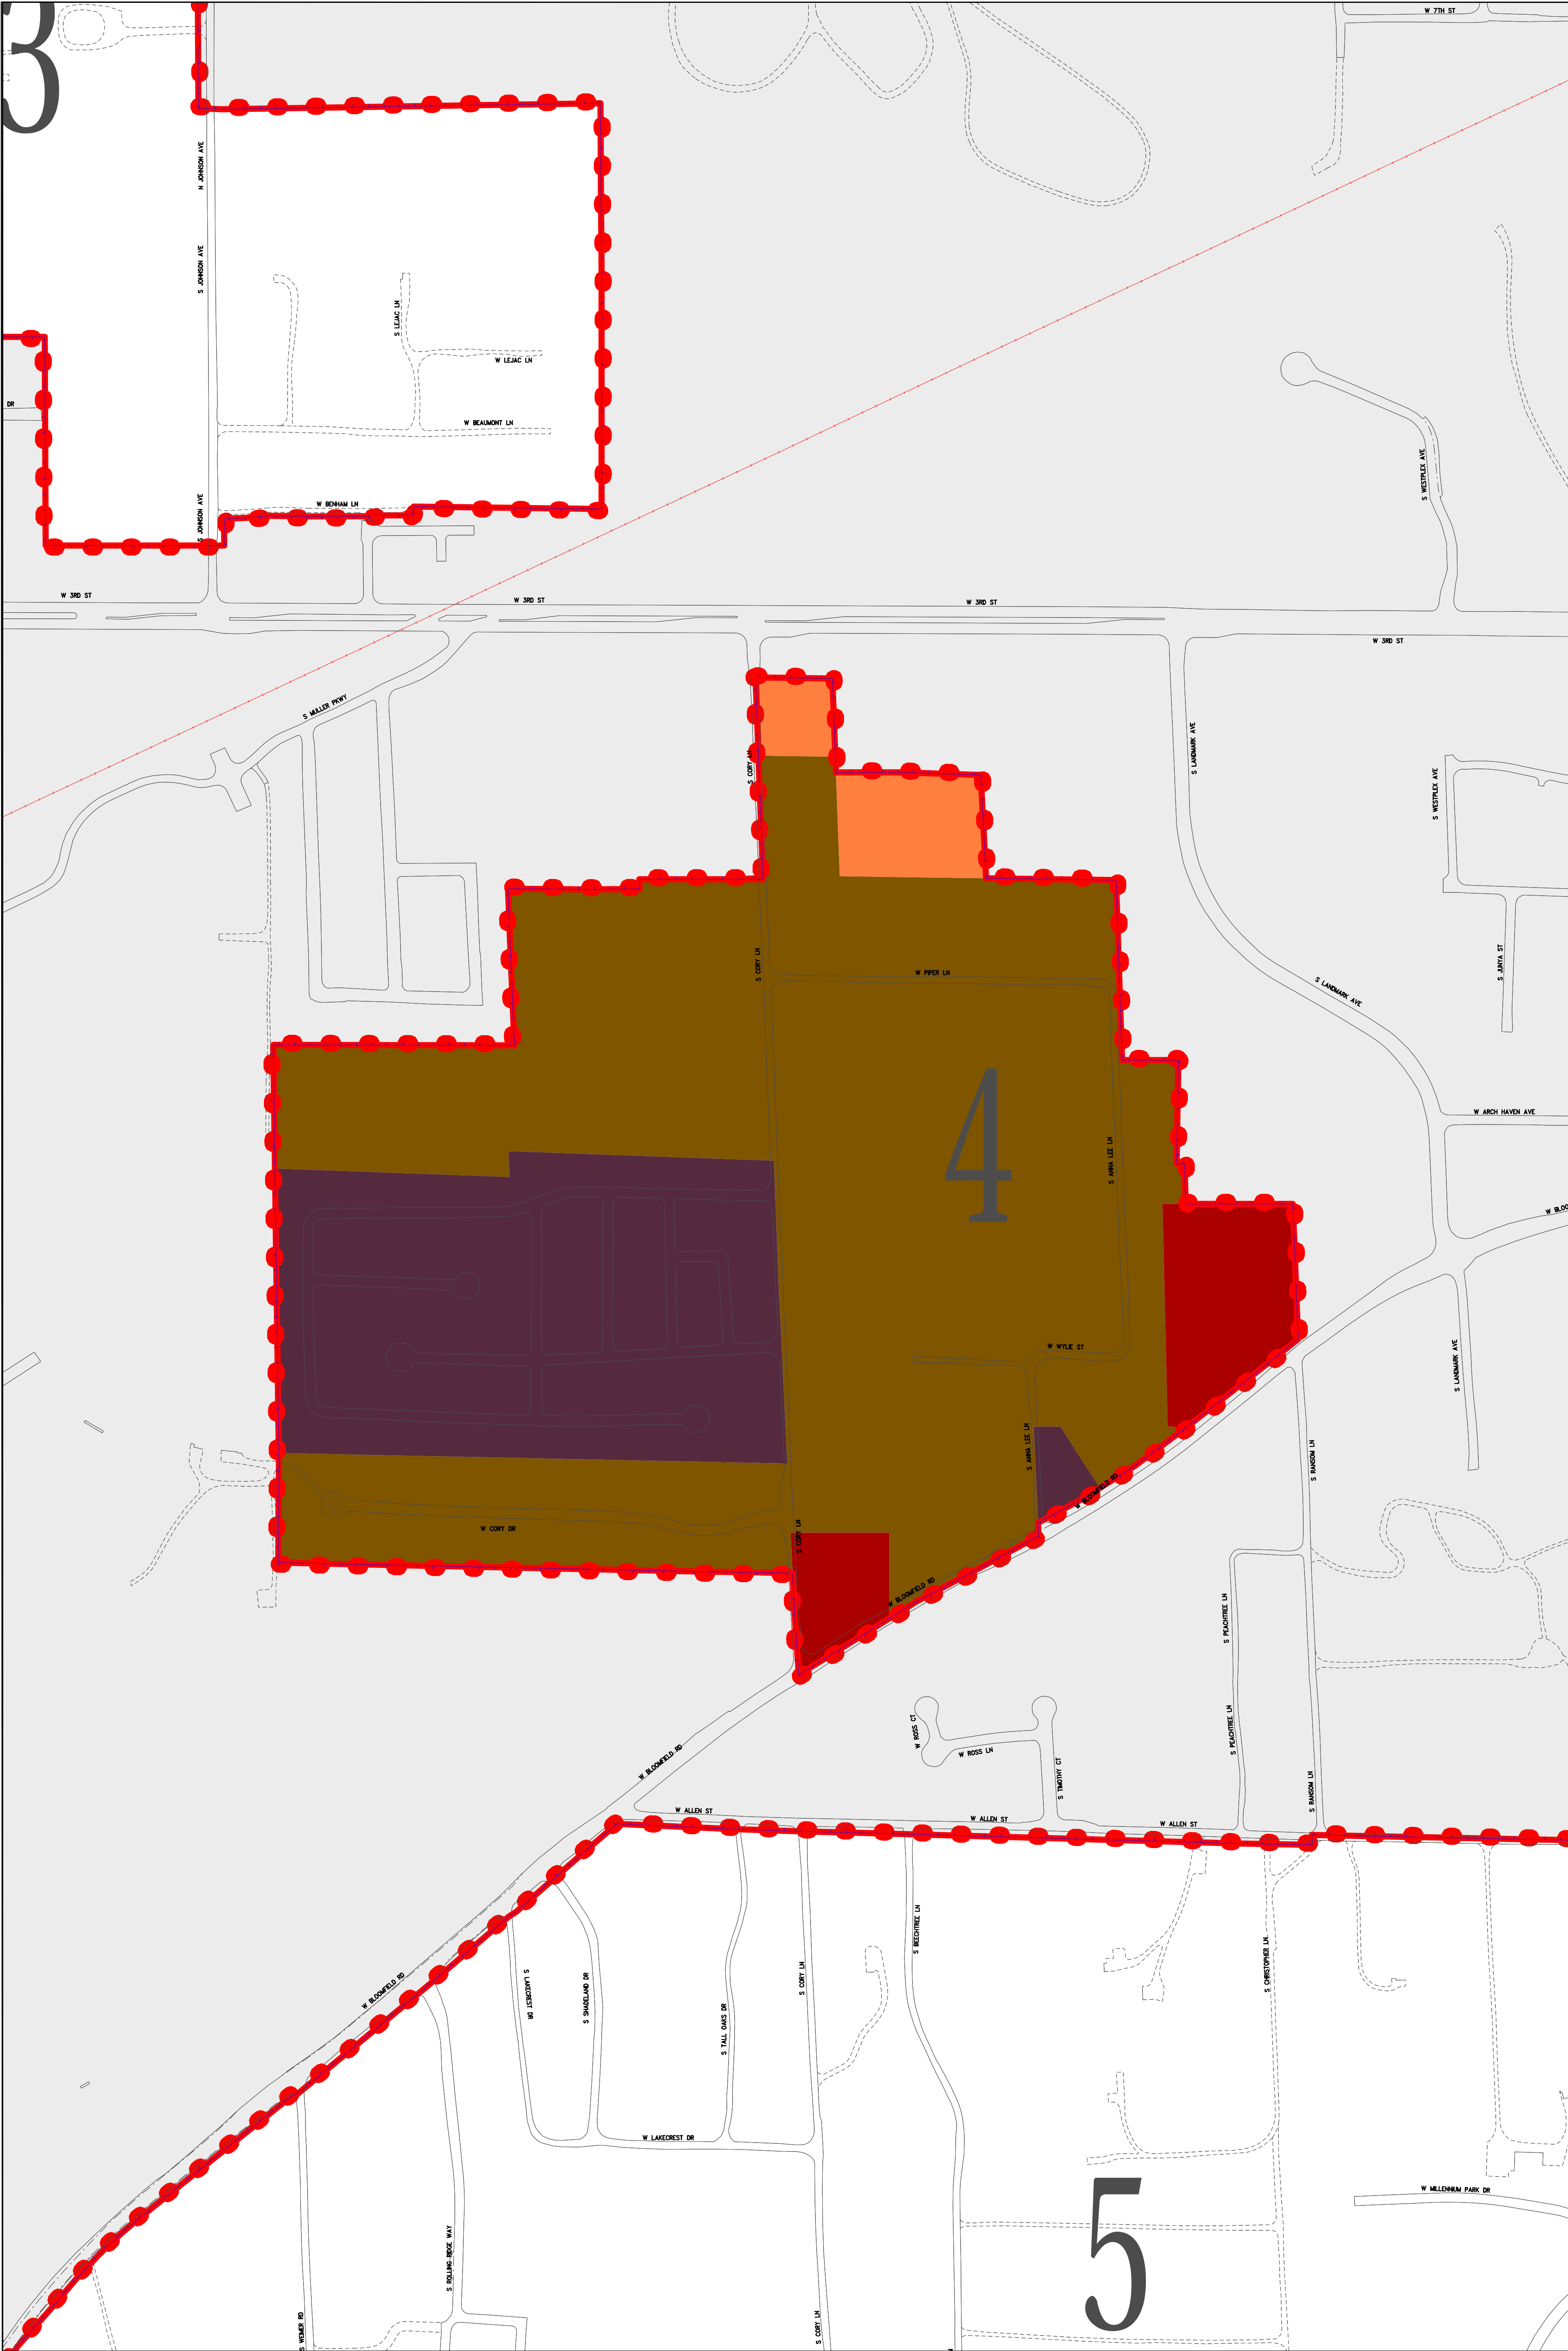 W 7TH ST
3
N JOHNSON AVE
S JOHNSON AVE
S LEJAC LN
W LEJAC LN
DR
W BEAUMONT LN
S WESTPLEX AVE
W BENHAM LN
S JOHNSON AVE
W 3RD ST
W 3RD ST
W 3RD ST
W 3RD ST
S MULLER PKWY
S CORY LN
S LANDMARK AVE
S WESTPLEX AVE
S CORY LN
W PIPER LN
S JUNYA ST
S LANDMARK AVE
4
S ANNA LEE LN
W ARCH HAVEN AVE
W BLOO
W WYLIE ST
S LANDMARK AVE
S ANNA LEE LN
S RANSOM LN
W BLOOMFIELD RD
W CORY DR
S CORY LN
W BLOOMFIELD RD
S PEACHTREE LN
W ROSS CT
W ROSS LN
S PEACHTREE LN
W BLOOMFIELD RD
S TIMOTHY CT
S RANSOM LN
W ALLEN ST
W ALLEN ST
W ALLEN ST
S BEECHTREE LN
S CHRISTOPHER LN
W BLOOMFIELD RD
S LAKECREST DR
S SHADELAND DR
S CORY LN
S TALL OAKS DR
W LAKECREST DR
W MILLENNIUM PARK DR
5
S ROLLING RIDGE WAY
S WEIMER RD
S CORY LN